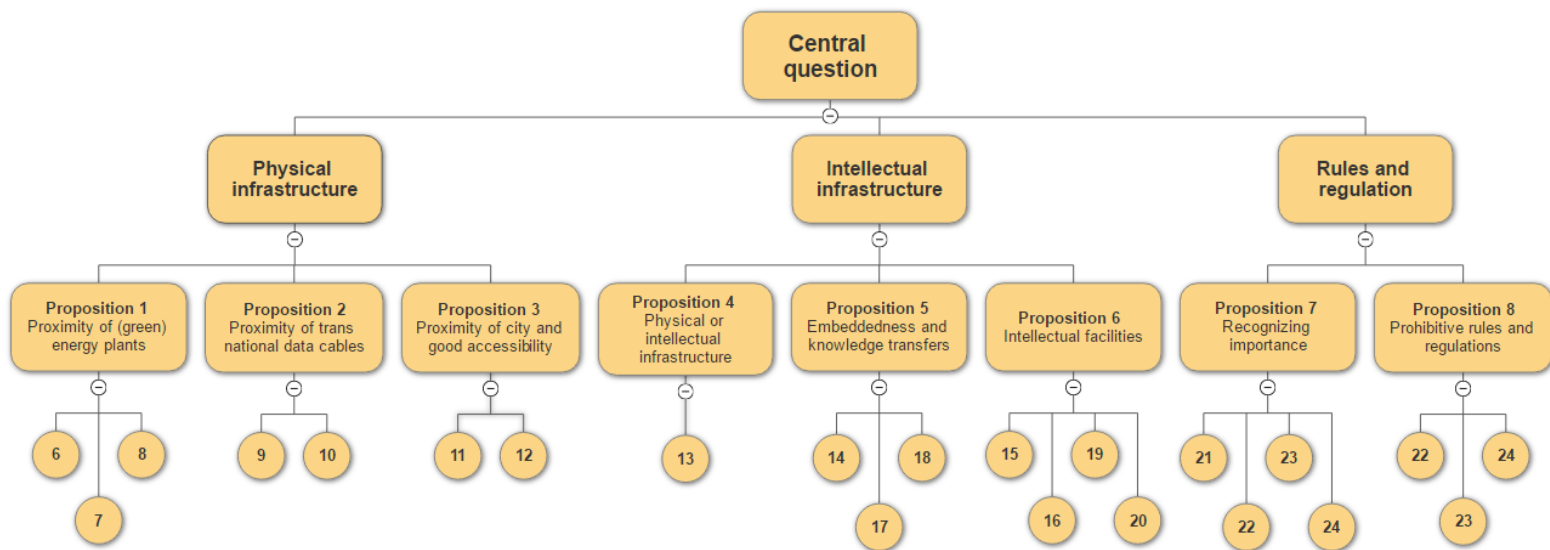 Central
question
Physical
infrastructure
Intellectual
infrastructure
Rules and
regulation
Proposition 1
Proximity of (green)
energy plants
Proposition 2
Proximity of trans
national data cables
Proposition 3
Proximity of city and
good accessibility
Proposition 4
Physical or
intellectual
infrastructure
Proposition 5
Embeddedness and
knowledge transfers
Proposition 6
Intellectual facilities
Proposition 7
Recognizing
importance
Proposition 8
Prohibitive rules and
regulations
6
7
8
9
10
11
12
13
14
17
18
15
16
19
20
21
22
23
24
22
23
24